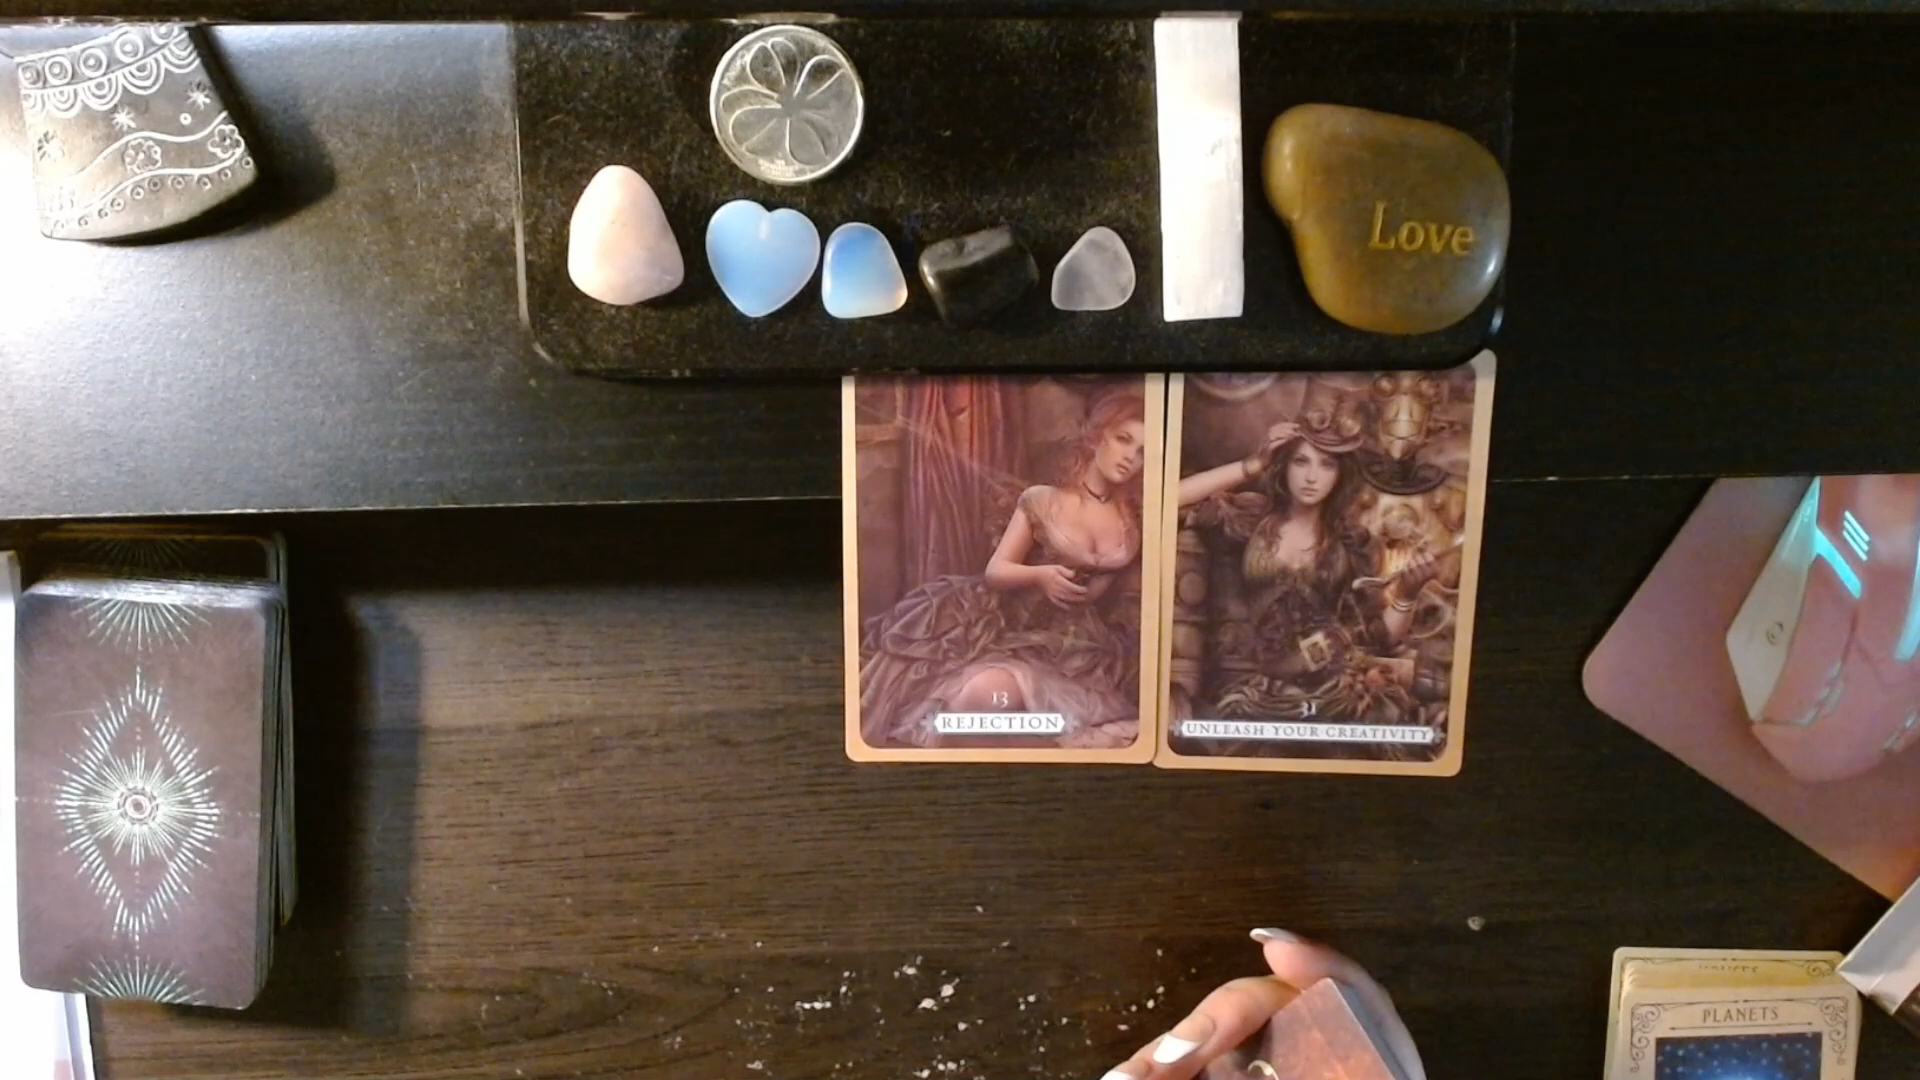 Love
13
REJECTION
31
UNLEASH YOUR CREATIVITY
PLANETS